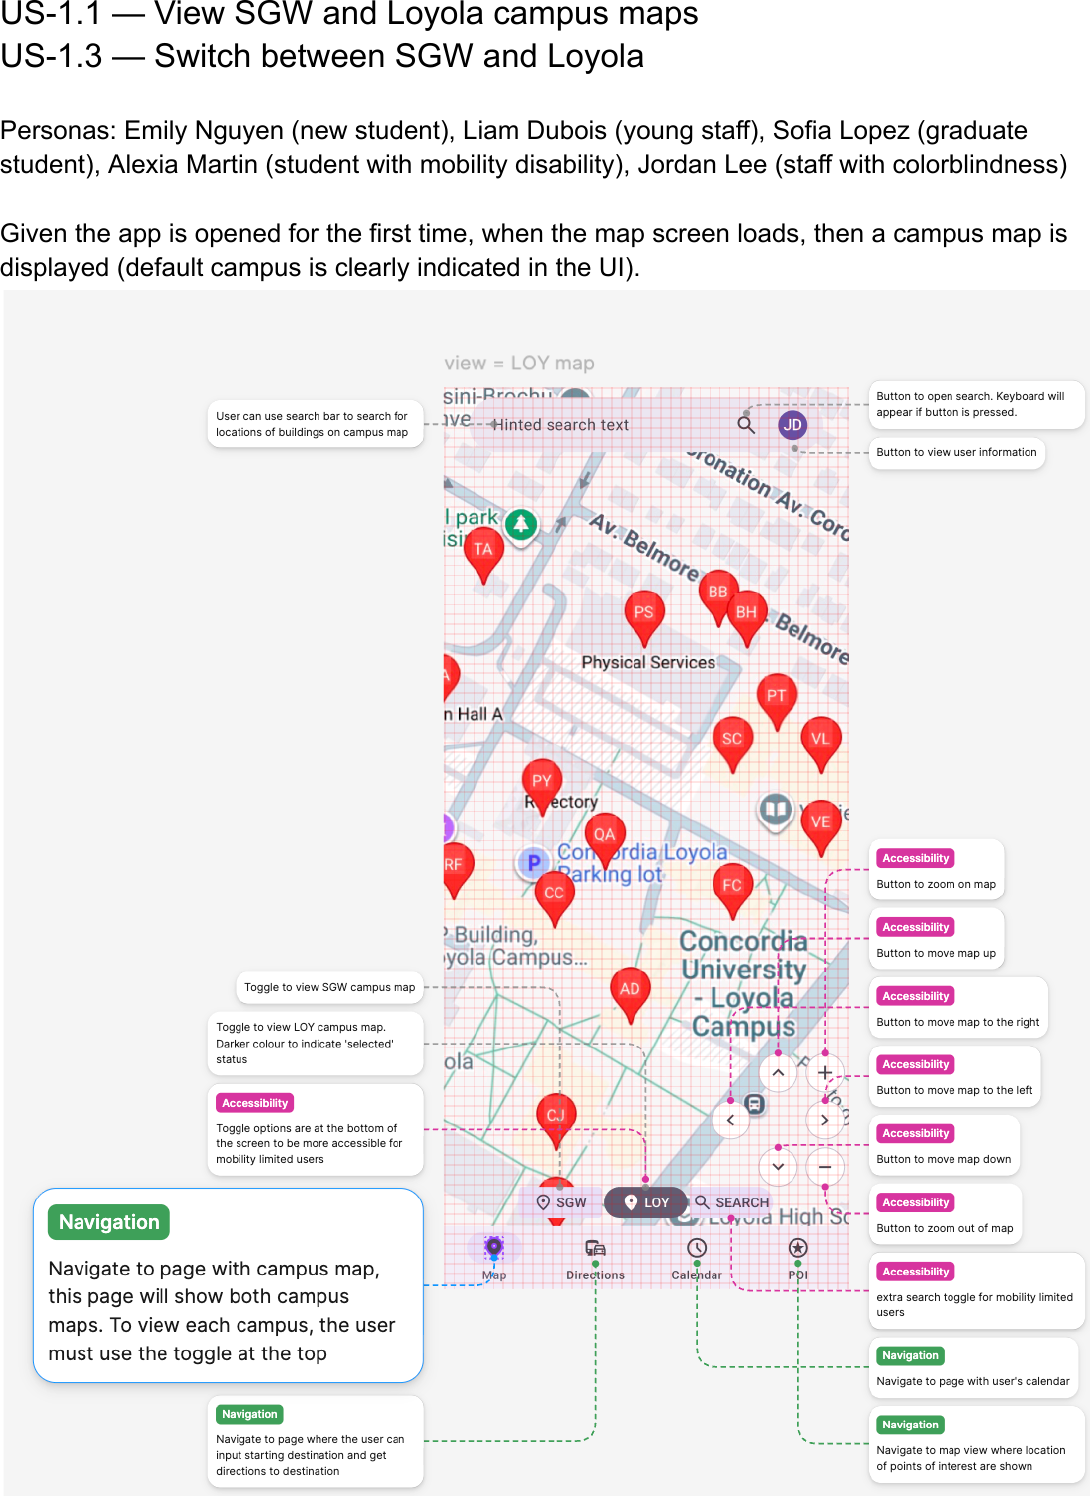 US-1.1 — View SGW and Loyola campus maps
US-1.3 — Switch between SGW and Loyola
Personas: Emily Nguyen (new student), Liam Dubois (young staff), Sofia Lopez (graduate
student), Alexia Martin (student with mobility disability), Jordan Lee (staff with colorblindness)
Given the app is opened for the first time, when the map screen loads, then a campus map is
displayed (default campus is clearly indicated in the UI).
view = LOY map
User can use search bar to search for
locations of buildings on campus map
Hinted search text
JD
Button to open search. Keyboard will
appear if button is pressed.
Button to view user information
Av. Coro
l park
Av. Belmore
TA
PS
BB
BH
Belmore
Physical Services
n Hall A
PT
SC
VL
PY
QA
VE
Concordia Loyola
Parking lot
P
RF
CC
FC
Building,
yola Campus...
Concordia
University
- Loyola
Campus
AD
ola
CJ
Toggle to view SGW campus map
Toggle to view LOY campus map.
Darker colour to indicate 'selected'
status
Accessibility
Toggle options are at the bottom of
the screen to be more accessible for
mobility limited users
Navigation
Navigate to page with campus map,
this page will show both campus
maps. To view each campus, the user
must use the toggle at the top
Navigation
Navigate to page where the user can
input starting destination and get
directions to destination
SGW
LOY
SEARCH
Loyola High Sc
Map
Directions
Calendar
POI
Accessibility
Button to zoom on map
Accessibility
Button to move map up
Accessibility
Button to move map to the right
Accessibility
Button to move map to the left
Accessibility
Button to move map down
Accessibility
Button to zoom out of map
Accessibility
extra search toggle for mobility limited
users
Navigation
Navigate to page with user's calendar
Navigation
Navigate to map view where location
of points of interest are shown